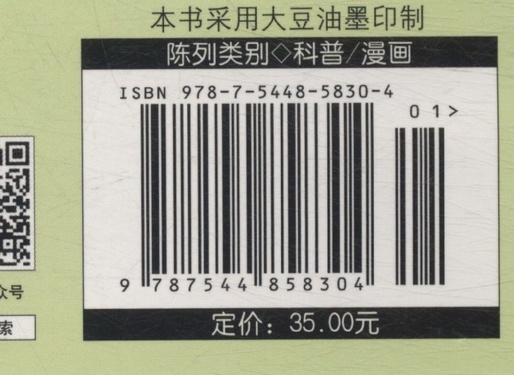 本书采用大豆油墨印制
陈列类别◇科普/漫画
ISBN 978-7-5448-5830-4
01>
9 787544 858304
定价：35.00元
众号
索